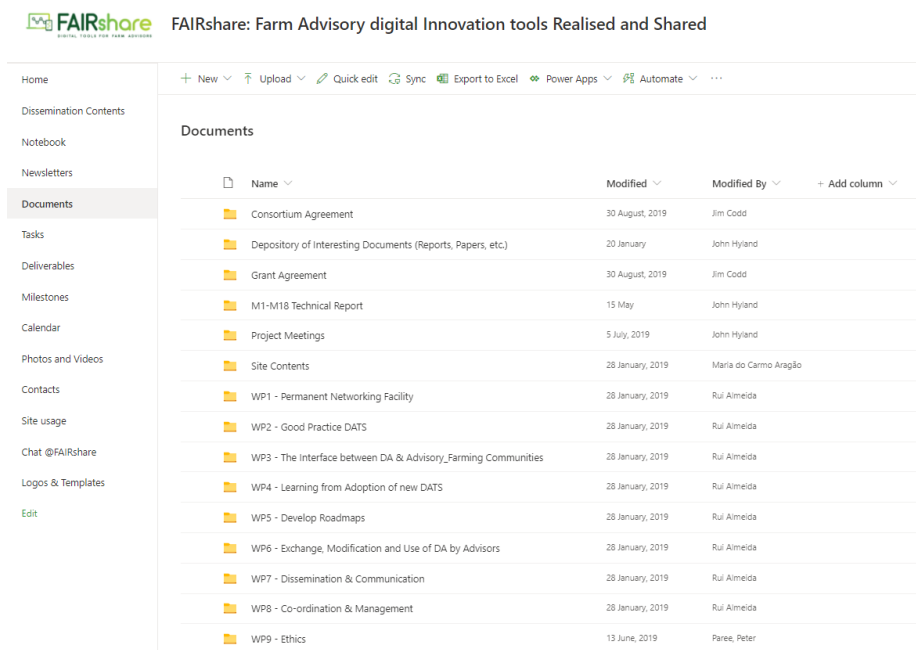 FAIRshare
DIGITAL TOOLS FOR FARM ADVISORS
FAIRshare: Farm Advisory digital Innovation tools Realised and Shared
Home
Dissemination Contents
Notebook
Newsletters
Documents
Tasks
Deliverables
Milestones
Calendar
Photos and Videos
Contacts
Site usage
Chat @FAIRshare
Logos & Templates
Edit
+ New Upload Quick edit Sync Export to Excel Power Apps Automate ···
Documents
Name Modified Modified By + Add column
Consortium Agreement 30 August, 2019 Jim Codd
Depository of Interesting Documents (Reports, Papers, etc.) 20 January John Hyland
Grant Agreement 30 August, 2019 Jim Codd
M1-M18 Technical Report 15 May John Hyland
Project Meetings 5 July, 2019 John Hyland
Site Contents 28 January, 2019 Maria do Carmo Aragão
WP1 - Permanent Networking Facility 28 January, 2019 Rui Almeida
WP2 - Good Practice DATS 28 January, 2019 Rui Almeida
WP3 - The Interface between DA & Advisory_Farming Communities 28 January, 2019 Rui Almeida
WP4 - Learning from Adoption of new DATS 28 January, 2019 Rui Almeida
WP5 - Develop Roadmaps 28 January, 2019 Rui Almeida
WP6 - Exchange, Modification and Use of DA by Advisors 28 January, 2019 Rui Almeida
WP7 - Dissemination & Communication 28 January, 2019 Rui Almeida
WP8 - Co-ordination & Management 28 January, 2019 Rui Almeida
WP9 - Ethics 13 June, 2019 Paree, Peter